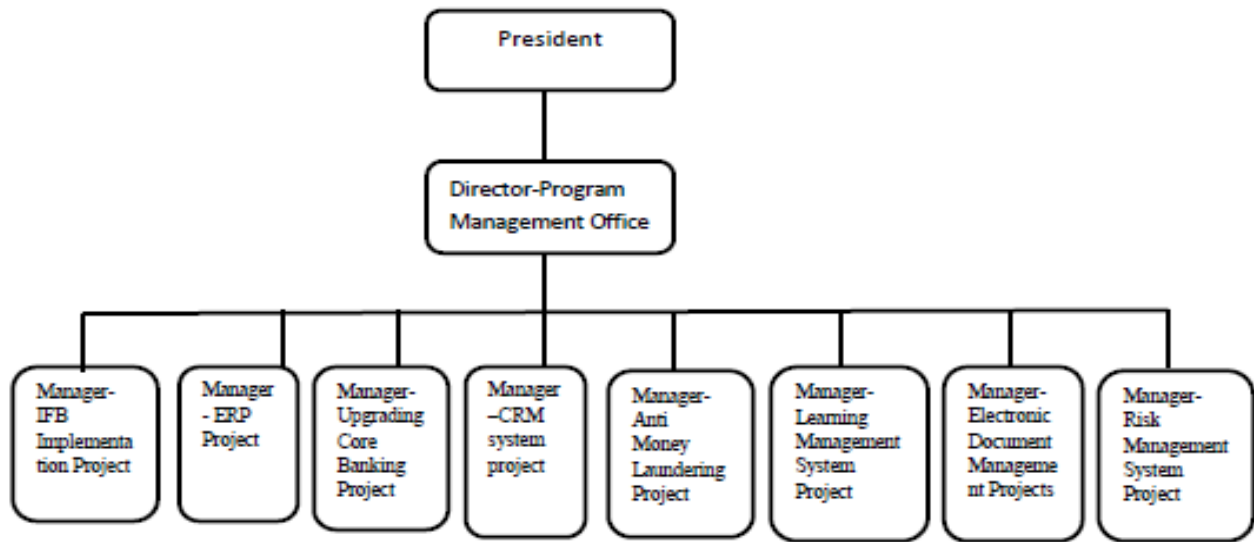 President
Director-Program
Management Office
Manager-
IFB
Implementa
tion Project
Manager
- ERP
Project
Manager-
Upgrading
Core
Banking
Project
Manager
–CRM
system
project
Manager-
Anti
Money
Laundering
Project
Manager-
Learning
Management
System
Project
Manager-
Electronic
Document
Manageme
nt Projects
Manager-
Risk
Management
System
Project